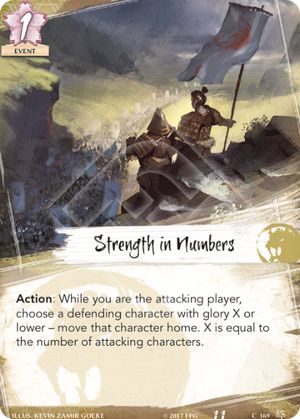 1
EVENT
Strength in Numbers
Action: While you are the attacking player,
choose a defending character with glory X or
lower – move that character home. X is equal to
the number of attacking characters.
ILLUS: KEVIN ZAMIR GOEKE © 2017 FFG 11 C 169